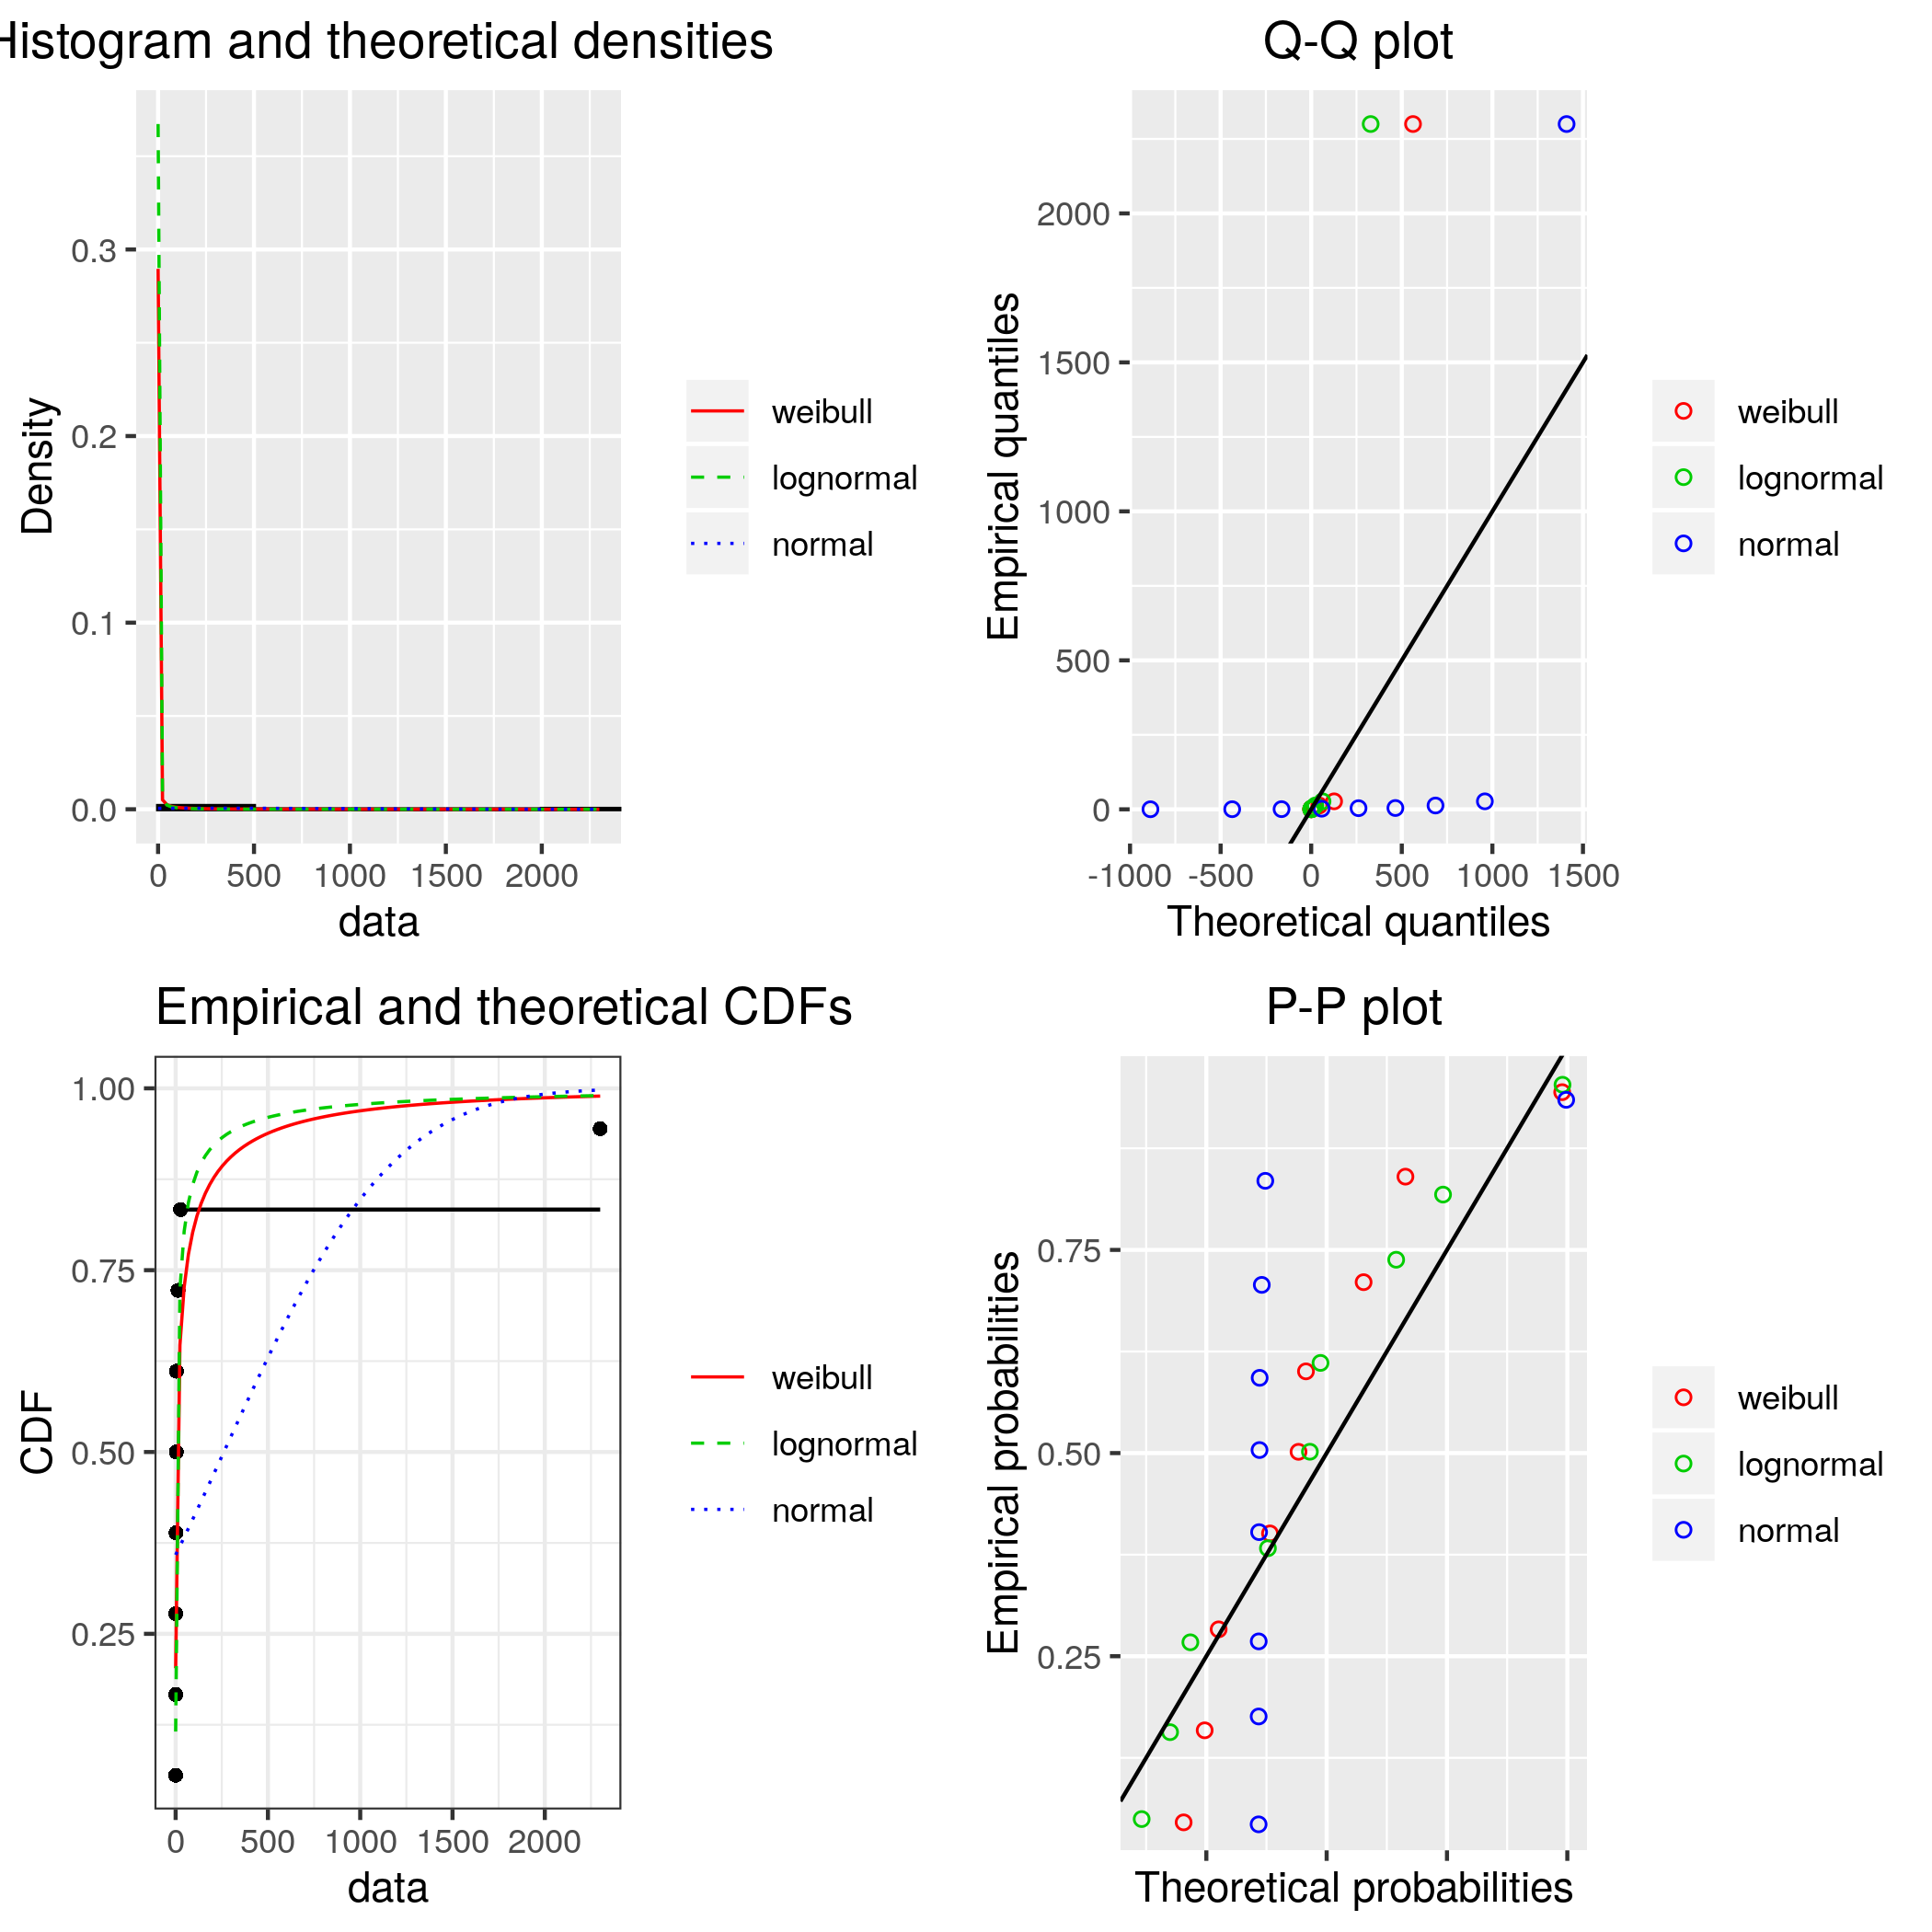 Histogram and theoretical densities
0.3
0.2
0.1
0.0
Density
0 500 1000 1500 2000
data
weibull
lognormal
normal
Q-Q plot
2000
1500
1000
500
0
Empirical quantiles
-1000 -500 0 500 1000 1500
Theoretical quantiles
weibull
lognormal
normal
Empirical and theoretical CDFs
1.00
0.75
0.50
0.25
CDF
0 500 1000 1500 2000
data
weibull
lognormal
normal
P-P plot
0.75
0.50
0.25
Empirical probabilities
Theoretical probabilities
weibull
lognormal
normal